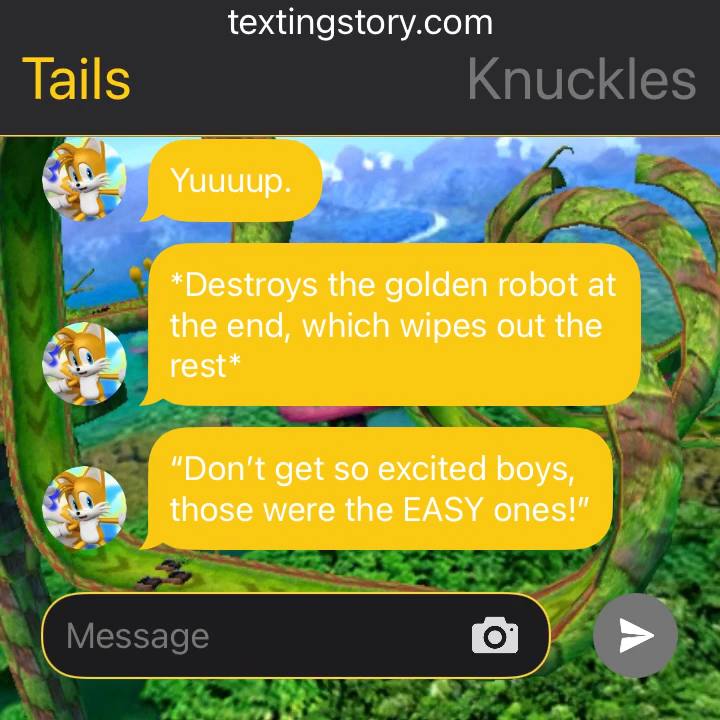 textingstory.com
Tails
Knuckles
Yuuuup.
*Destroys the golden robot at
the end, which wipes out the
rest*
“Don’t get so excited boys,
those were the EASY ones!”
Message